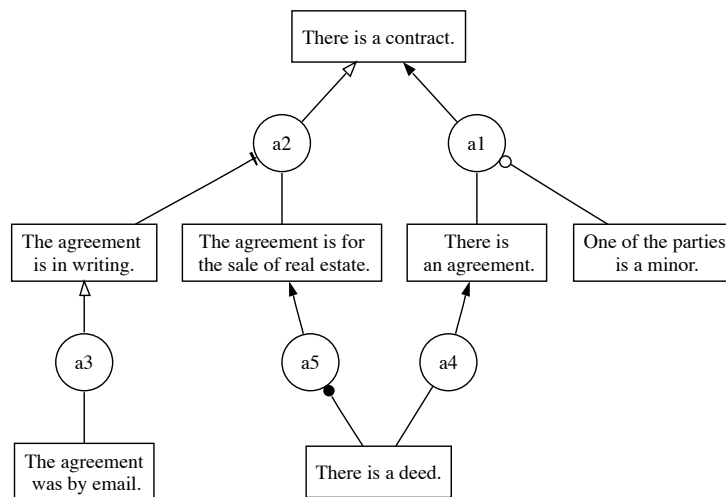 There is a contract.
a2
a1
The agreement
is in writing.
The agreement is for
the sale of real estate.
There is
an agreement.
One of the parties
is a minor.
a3
a5
a4
The agreement
was by email.
There is a deed.